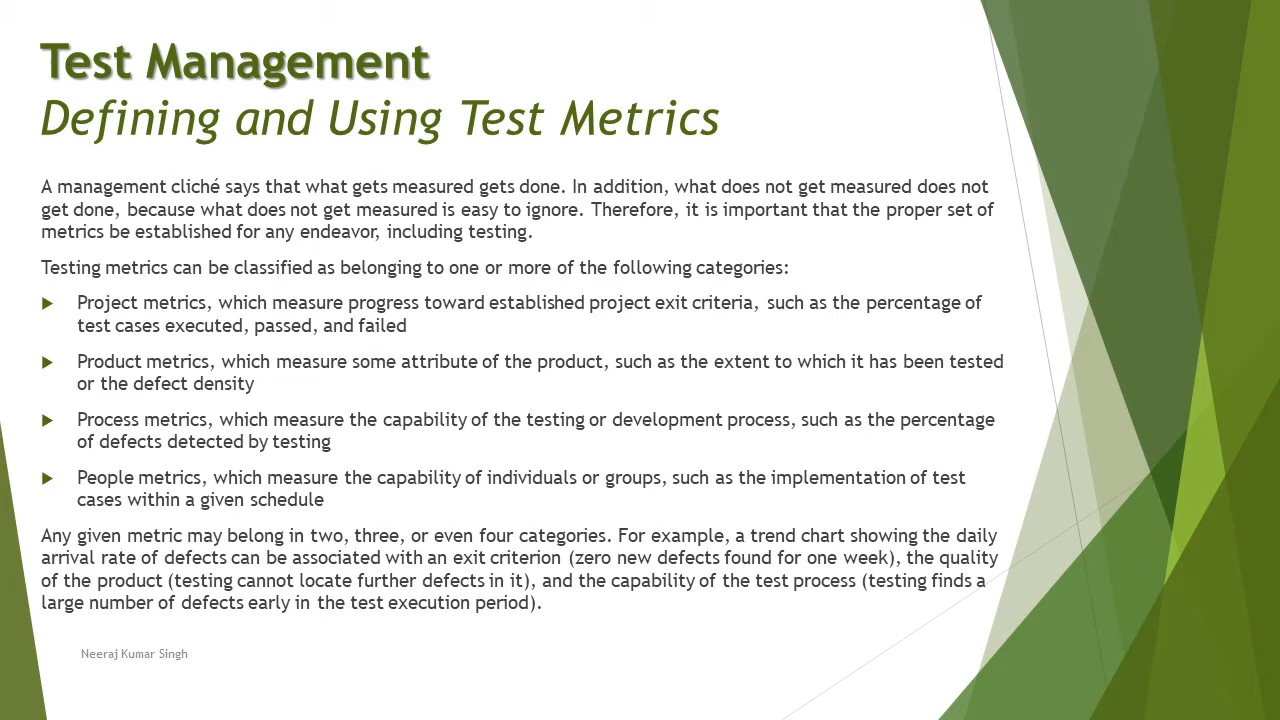 Test Management
Defining and Using Test Metrics
A management cliché says that what gets measured gets done. In addition, what does not get measured does not
get done, because what does not get measured is easy to ignore. Therefore, it is important that the proper set of
metrics be established for any endeavor, including testing.
Testing metrics can be classified as belonging to one or more of the following categories:
Project metrics, which measure progress toward established project exit criteria, such as the percentage of
test cases executed, passed, and failed
Product metrics, which measure some attribute of the product, such as the extent to which it has been tested
or the defect density
Process metrics, which measure the capability of the testing or development process, such as the percentage
of defects detected by testing
People metrics, which measure the capability of individuals or groups, such as the implementation of test
cases within a given schedule
Any given metric may belong in two, three, or even four categories. For example, a trend chart showing the daily
arrival rate of defects can be associated with an exit criterion (zero new defects found for one week), the quality
of the product (testing cannot locate further defects in it), and the capability of the test process (testing finds a
large number of defects early in the test execution period).
Neeraj Kumar Singh